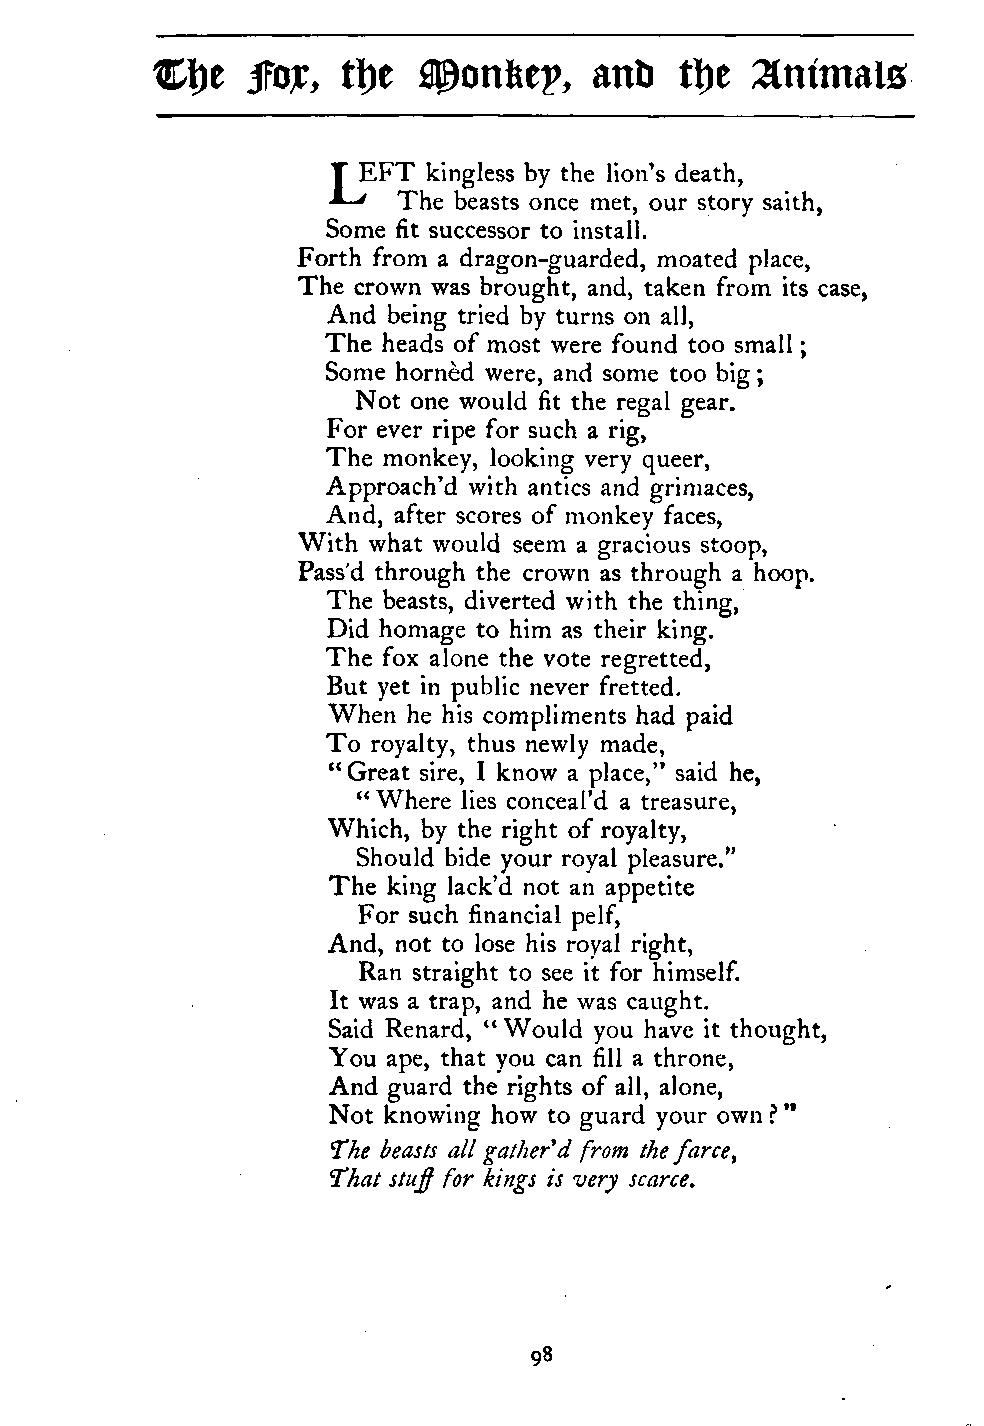 The Fox, the Monkey, and the Animals
LEFT kingless by the lion's death,
The beasts once met, our story saith,
Some fit successor to install.
Forth from a dragon-guarded, moated place,
The crown was brought, and, taken from its case,
And being tried by turns on all,
The heads of most were found too small;
Some hornèd were, and some too big;
Not one would fit the regal gear.
For ever ripe for such a rig,
The monkey, looking very queer,
Approach'd with antics and grimaces,
And, after scores of monkey faces,
With what would seem a gracious stoop,
Pass'd through the crown as through a hoop.
The beasts, diverted with the thing,
Did homage to him as their king.
The fox alone the vote regretted,
But yet in public never fretted.
When he his compliments had paid
To royalty, thus newly made,
"Great sire, I know a place," said he,
"Where lies conceal'd a treasure,
Which, by the right of royalty,
Should bide your royal pleasure."
The king lack'd not an appetite
For such financial pelf,
And, not to lose his royal right,
Ran straight to see it for himself.
It was a trap, and he was caught.
Said Renard, "Would you have it thought,
You ape, that you can fill a throne,
And guard the rights of all, alone,
Not knowing how to guard your own?"
The beasts all gather'd from the farce,
That stuff for kings is very scarce.
98